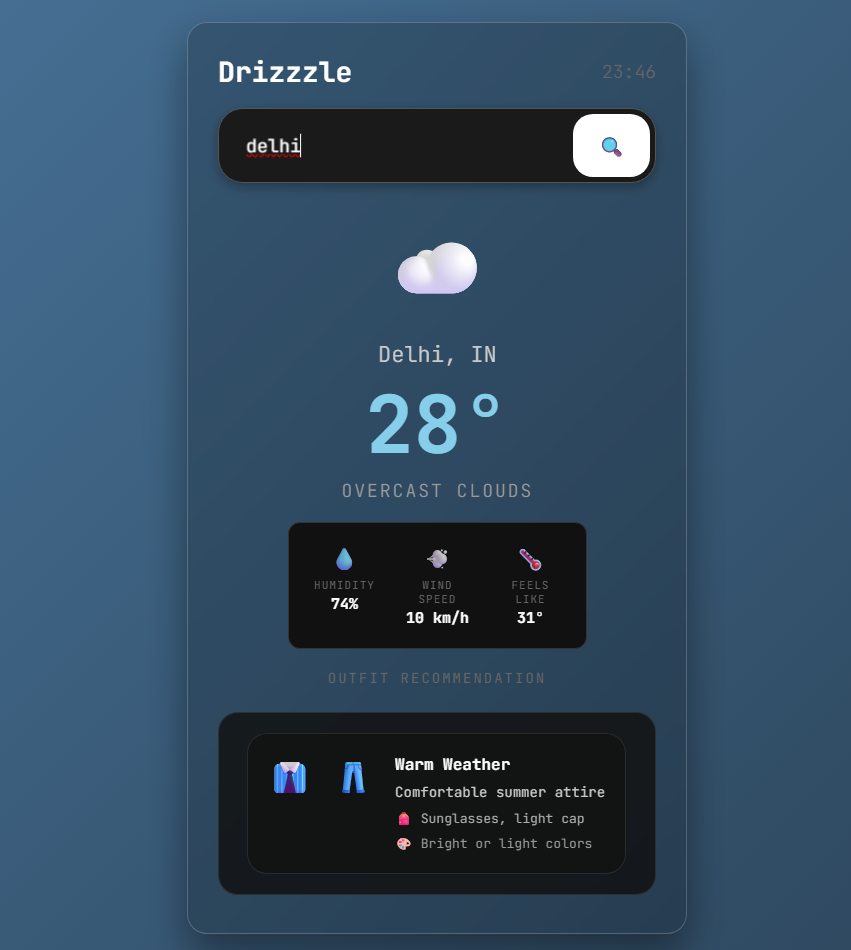 Drizzzle
23:46
delhi
Delhi, IN
28°
OVERCAST CLOUDS
HUMIDITY
74%
WIND
SPEED
10 km/h
FEELS
LIKE
31°
OUTFIT RECOMMENDATION
Warm Weather
Comfortable summer attire
Sunglasses, light cap
Bright or light colors